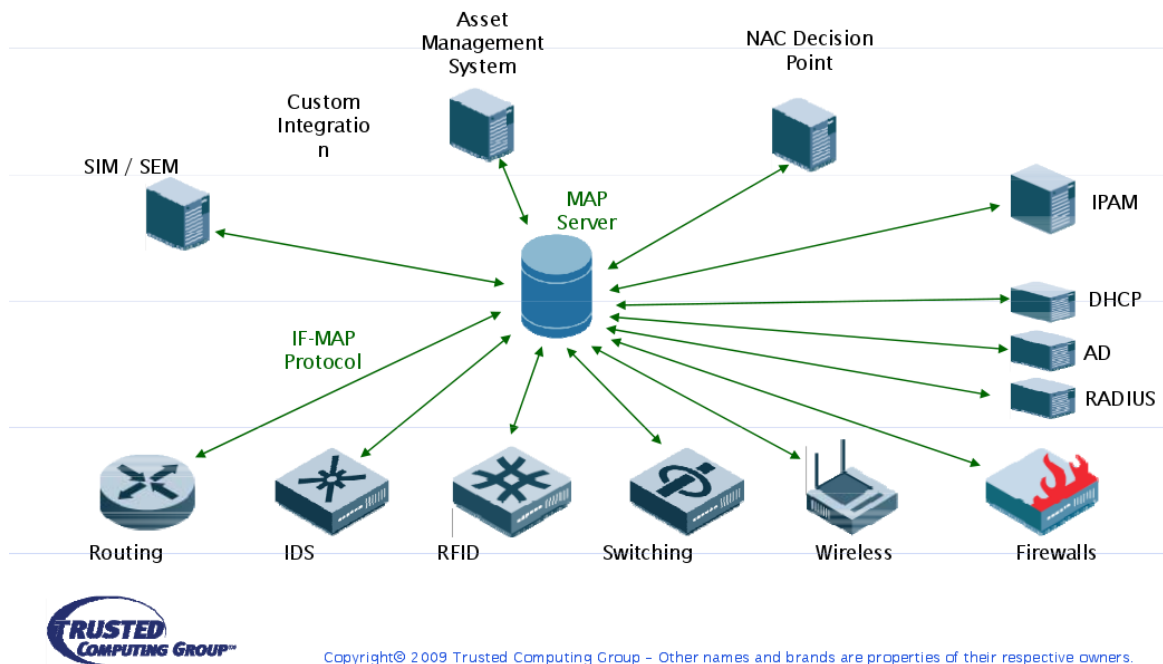 Asset
Management
System
NAC Decision
Point
Custom
Integratio
n
SIM / SEM
MAP
Server
IPAM
DHCP
IF-MAP
Protocol
AD
RADIUS
Routing
IDS
RFID
Switching
Wireless
Firewalls
TRUSTED
COMPUTING GROUP™
Copyright© 2009 Trusted Computing Group – Other names and brands are properties of their respective owners.